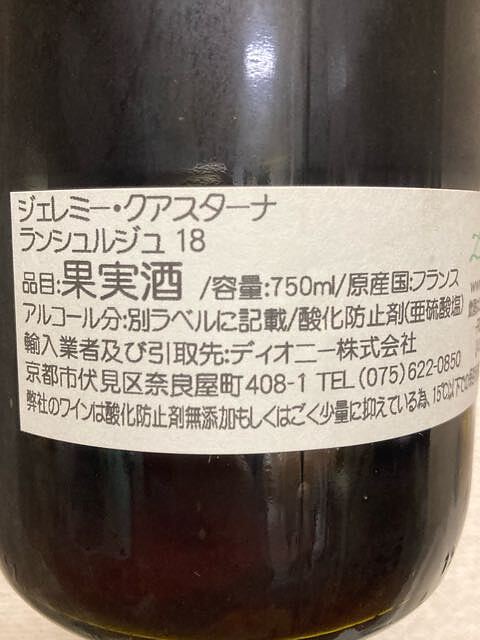 ジェレミー・クアスターナ
ランシュルジュ 18
品目:果実酒 /容量:750ml/原産国:フランス
アルコール分:別ラベルに記載/酸化防止剤(亜硫酸塩)
輸入業者及び引取先:ディオニー株式会社
京都市伏見区奈良屋町408-1 TEL(075)622-0850
弊社のワインは酸化防止剤無添加もしくはごく少量に抑えている為、15℃以下での